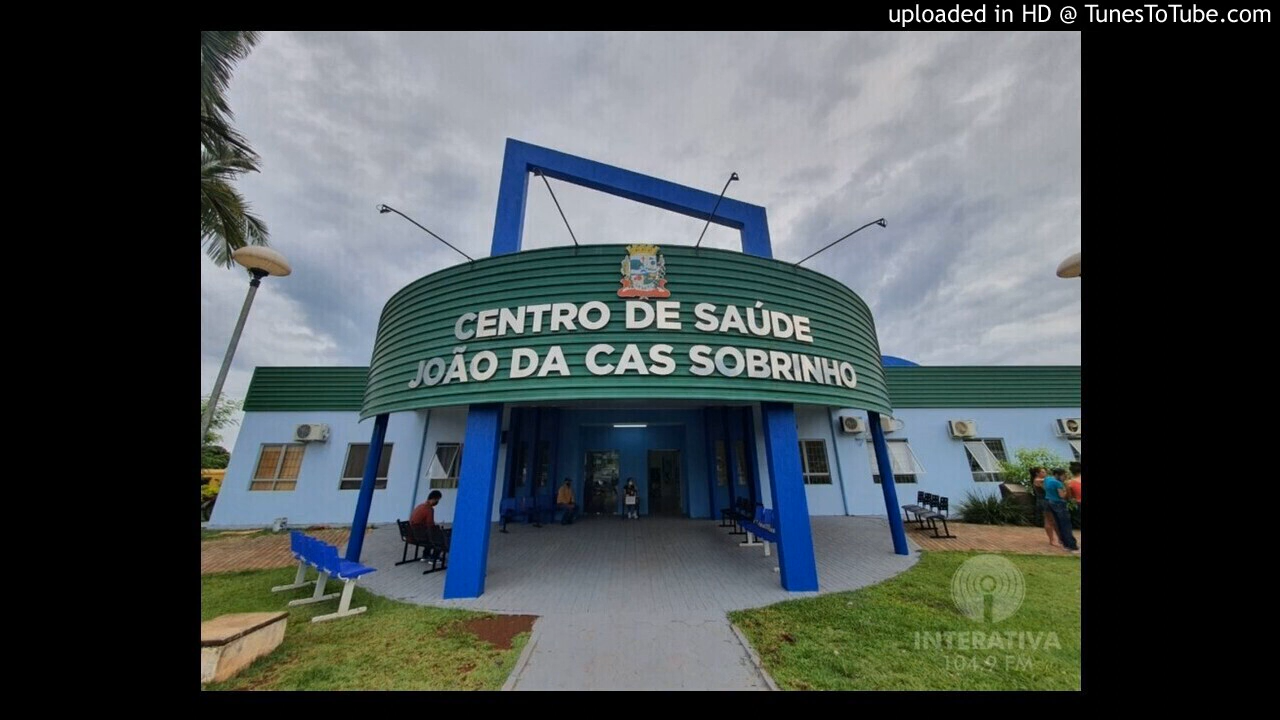 uploaded in HD @ TunesToTube.com
CENTRO DE SAÚDE
JOÃO DA CAS SOBRINHO
INTERATIVA
104.9 FM